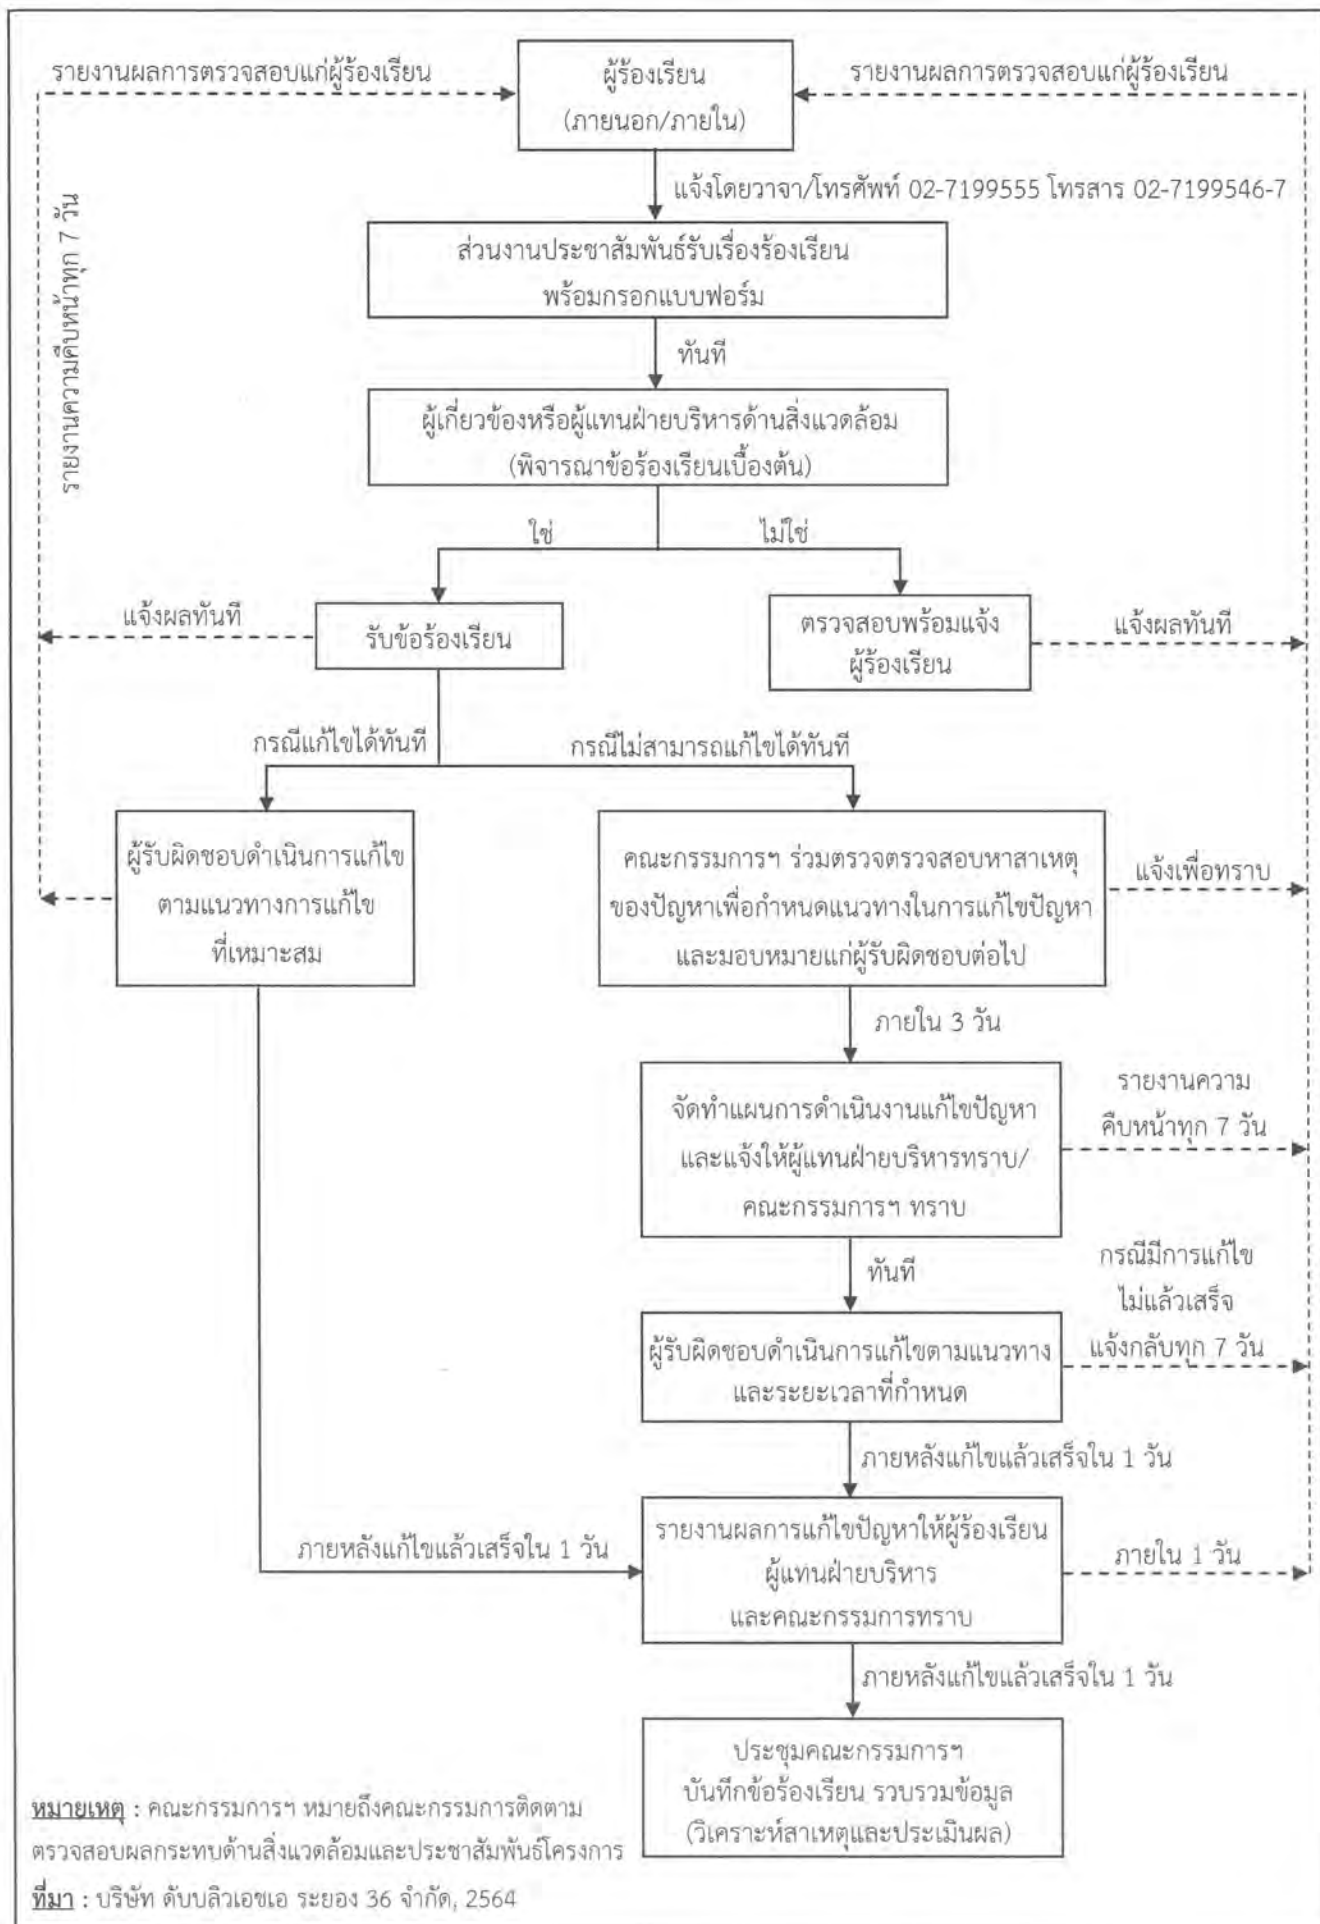 รายงานผลการตรวจสอบแก่ผู้ร้องเรียน
ผู้ร้องเรียน
(ภายนอก/ภายใน)
รายงานผลการตรวจสอบแก่ผู้ร้องเรียน
แจ้งโดยวาจา/โทรศัพท์ 02-7199555 โทรสาร 02-7199546-7
รายงานความคืบหน้าทุก 7 วัน
ส่วนงานประชาสัมพันธ์รับเรื่องร้องเรียน
พร้อมกรอกแบบฟอร์ม
ทันที
ผู้เกี่ยวข้องหรือผู้แทนฝ่ายบริหารด้านสิ่งแวดล้อม
(พิจารณาข้อร้องเรียนเบื้องต้น)
ใช่
ไม่ใช่
แจ้งผลทันที
รับข้อร้องเรียน
ตรวจสอบพร้อมแจ้ง
ผู้ร้องเรียน
แจ้งผลทันที
กรณีแก้ไขได้ทันที
กรณีไม่สามารถแก้ไขได้ทันที
ผู้รับผิดชอบดำเนินการแก้ไข
ตามแนวทางการแก้ไข
ที่เหมาะสม
คณะกรรมการฯ ร่วมตรวจตรวจสอบหาสาเหตุ
ของปัญหาเพื่อกำหนดแนวทางในการแก้ไขปัญหา
และมอบหมายแก่ผู้รับผิดชอบต่อไป
แจ้งเพื่อทราบ
ภายใน 3 วัน
จัดทำแผนการดำเนินงานแก้ไขปัญหา
และแจ้งให้ผู้แทนฝ่ายบริหารทราบ/
คณะกรรมการฯ ทราบ
รายงานความ
คืบหน้าทุก 7 วัน
ทันที
กรณีมีการแก้ไข
ไม่แล้วเสร็จ
แจ้งกลับทุก 7 วัน
ผู้รับผิดชอบดำเนินการแก้ไขตามแนวทาง
และระยะเวลาที่กำหนด
ภายหลังแก้ไขแล้วเสร็จใน 1 วัน
ภายหลังแก้ไขแล้วเสร็จใน 1 วัน
รายงานผลการแก้ไขปัญหาให้ผู้ร้องเรียน
ผู้แทนฝ่ายบริหาร
และคณะกรรมการทราบ
ภายใน 1 วัน
ภายหลังแก้ไขแล้วเสร็จใน 1 วัน
ประชุมคณะกรรมการฯ
บันทึกข้อร้องเรียน รวบรวมข้อมูล
(วิเคราะห์สาเหตุและประเมินผล)
หมายเหตุ : คณะกรรมการฯ หมายถึงคณะกรรมการติดตาม
ตรวจสอบผลกระทบด้านสิ่งแวดล้อมและประชาสัมพันธ์โครงการ
ที่มา : บริษัท ดับบลิวเอชเอ ระยอง 36 จำกัด, 2564